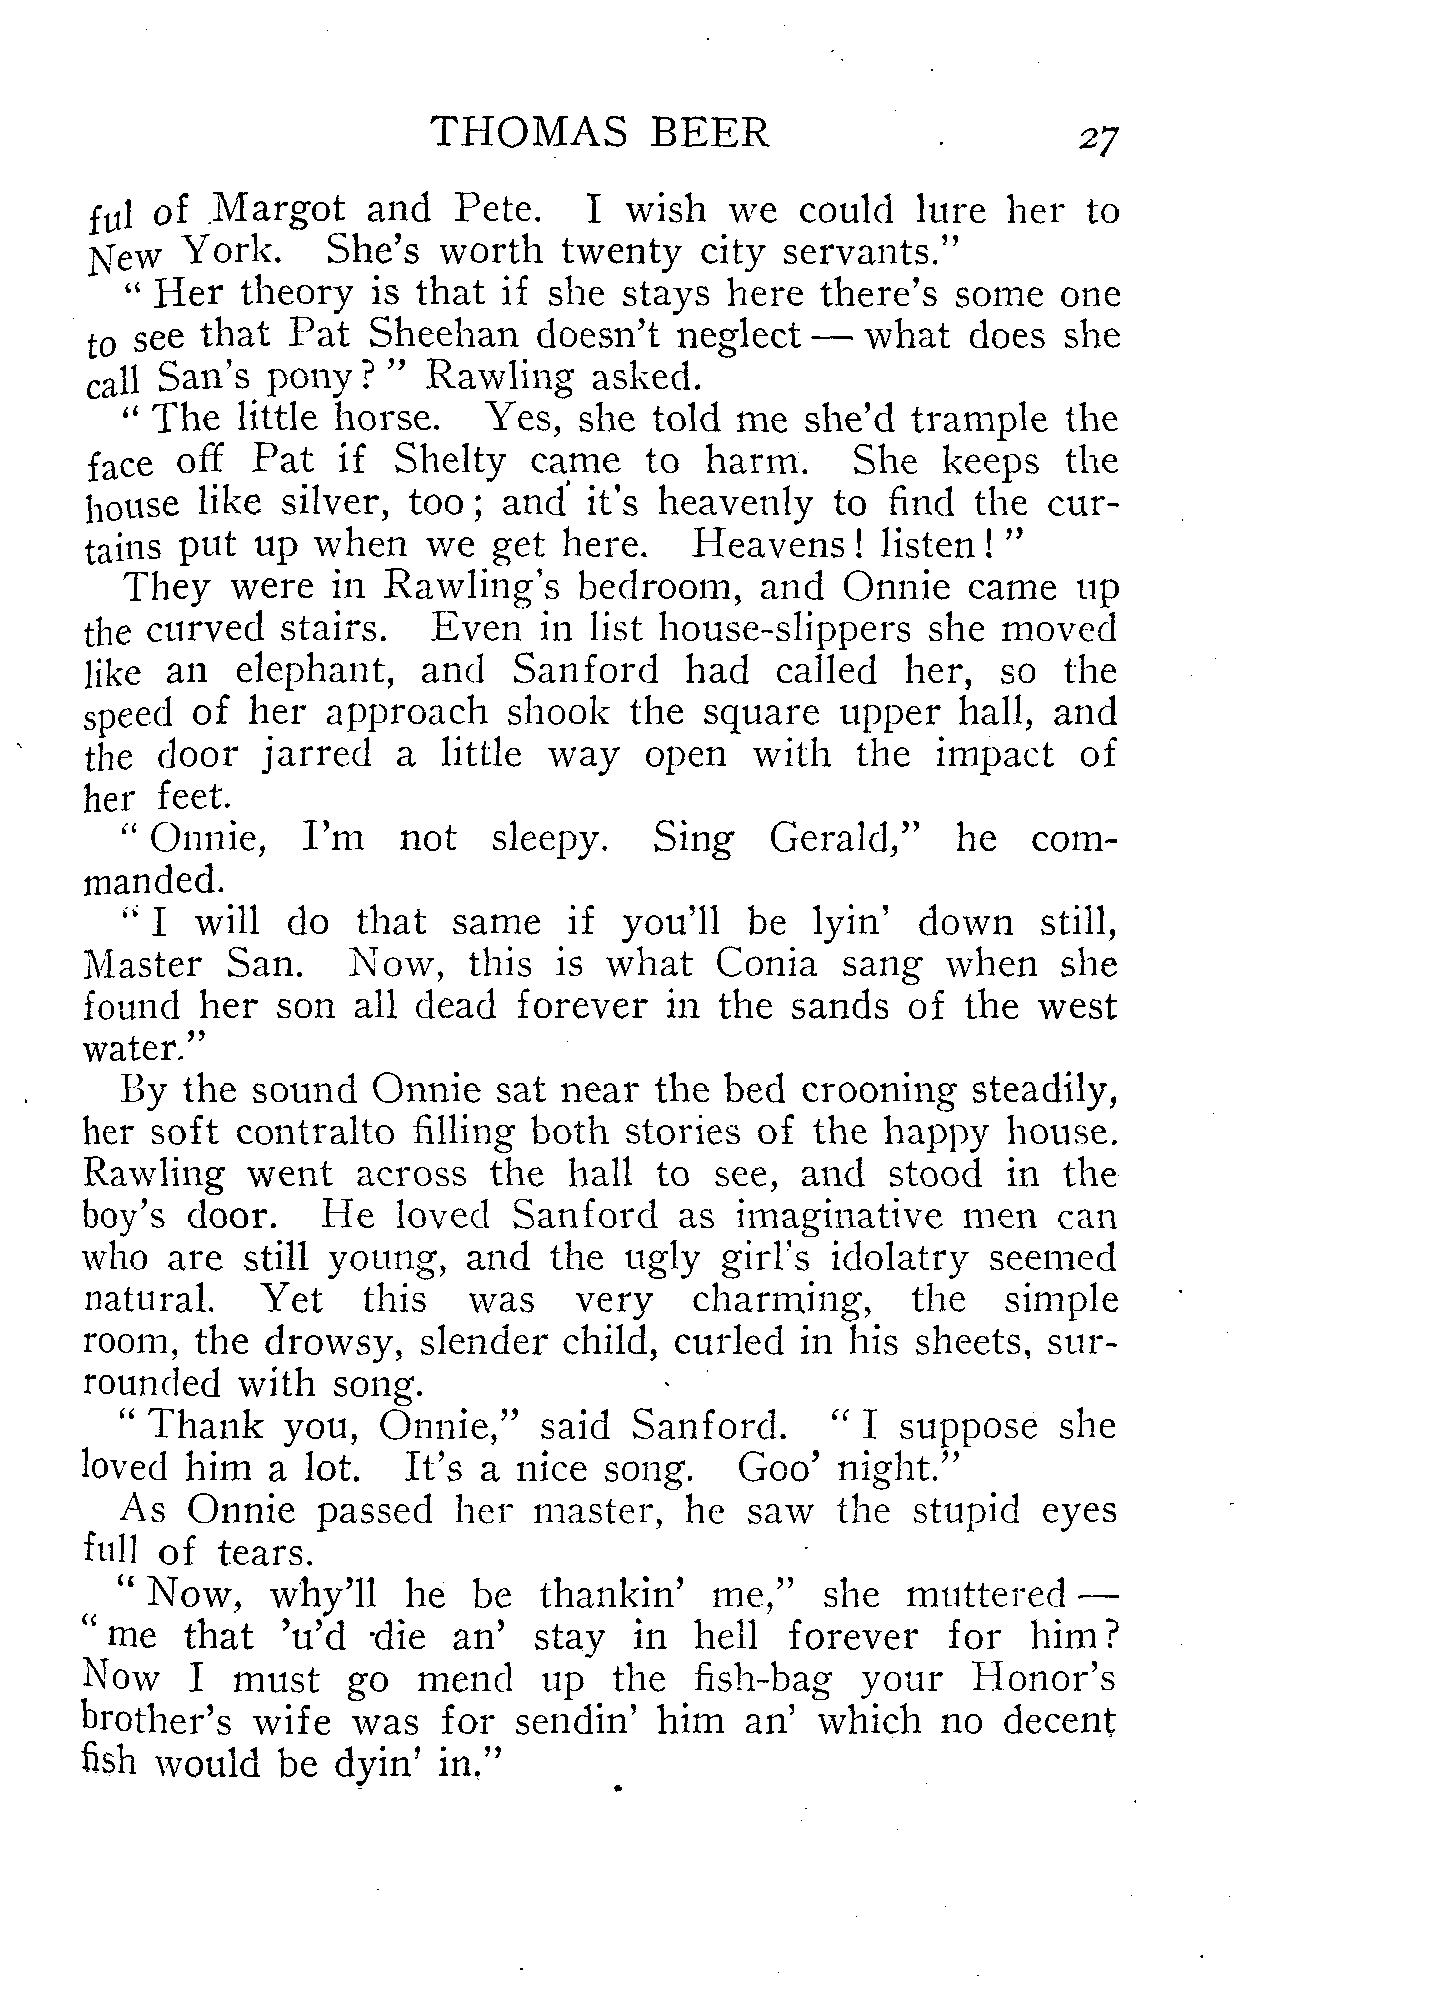 THOMAS BEER 27
ful of Margot and Pete. I wish we could lure her to
New York. She's worth twenty city servants."
" Her theory is that if she stays here there's some one
to see that Pat Sheehan doesn't neglect — what does she
call San's pony? " Rawling asked.
" The little horse. Yes, she told me she'd trample the
face off Pat if Shelty came to harm. She keeps the
house like silver, too; and it's heavenly to find the cur-
tains put up when we get here. Heavens! listen! "
They were in Rawling's bedroom, and Onnie came up
the curved stairs. Even in list house-slippers she moved
like an elephant, and Sanford had called her, so the
speed of her approach shook the square upper hall, and
the door jarred a little way open with the impact of
her feet.
" Onnie, I'm not sleepy. Sing Gerald," he com-
manded.
" I will do that same if you'll be lyin' down still,
Master San. Now, this is what Conia sang when she
found her son all dead forever in the sands of the west
water."
By the sound Onnie sat near the bed crooning steadily,
her soft contralto filling both stories of the happy house.
Rawling went across the hall to see, and stood in the
boy's door. He loved Sanford as imaginative men can
who are still young, and the ugly girl's idolatry seemed
natural. Yet this was very charming, the simple
room, the drowsy, slender child, curled in his sheets, sur-
rounded with song.
" Thank you, Onnie," said Sanford. " I suppose she
loved him a lot. It's a nice song. Goo' night."
As Onnie passed her master, he saw the stupid eyes
full of tears.
" Now, why'll he be thankin' me," she muttered —
" me that 'u'd die an' stay in hell forever for him?
Now I must go mend up the fish-bag your Honor's
brother's wife was for sendin' him an' which no decent
fish would be dyin' in."